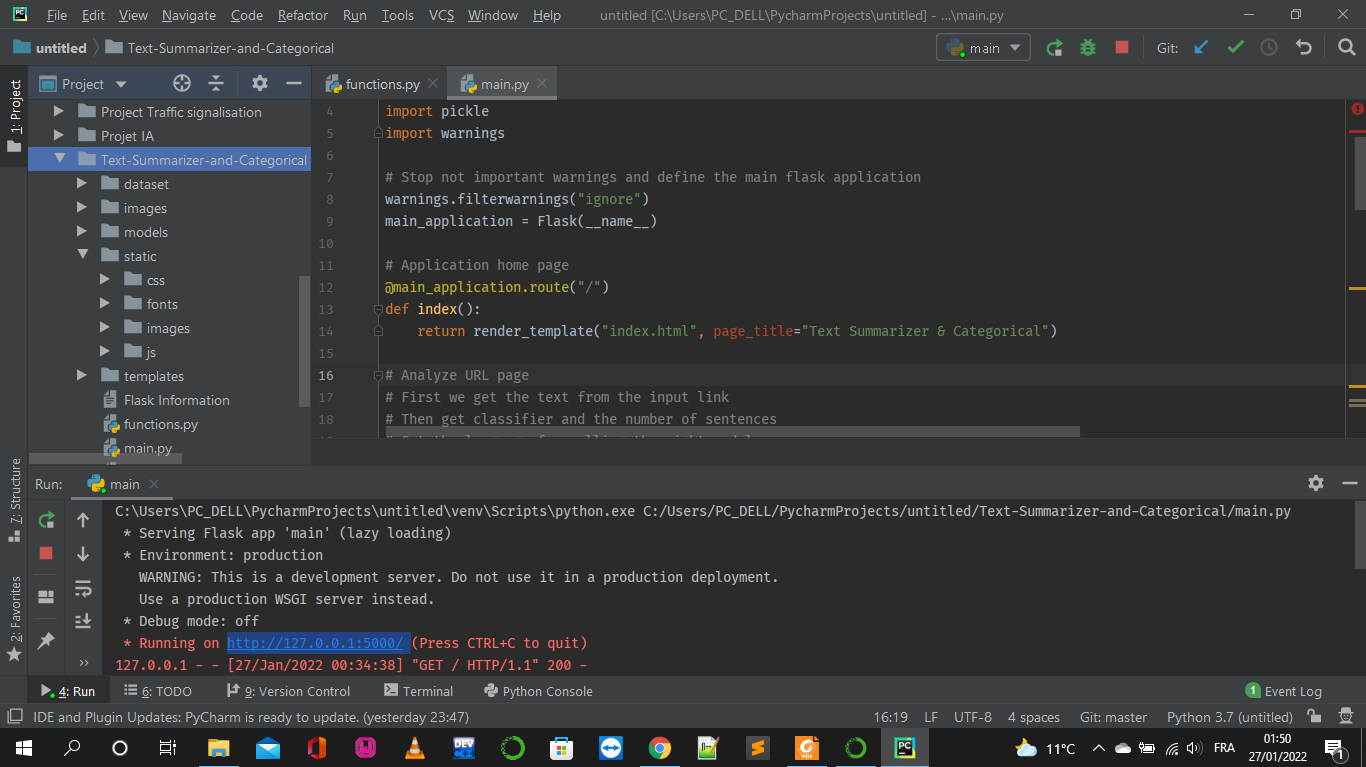 File Edit View Navigate Code Refactor Run Tools VCS Window Help untitled [C:\Users\PC_DELL\PycharmProjects\untitled] - ...\main.py
untitled Text-Summarizer-and-Categorical main Git:
1: Project
Project
functions.py main.py
Project Traffic signalisation
Projet IA
Text-Summarizer-and-Categorical
dataset
images
models
static
css
fonts
images
js
templates
Flask Information
functions.py
main.py
4 import pickle
5 import warnings
6
7 # Stop not important warnings and define the main flask application
8 warnings.filterwarnings("ignore")
9 main_application = Flask(__name__)
10
11 # Application home page
12 @main_application.route("/")
13 def index():
14 return render_template("index.html", page_title="Text Summarizer & Categorical")
15
16 # Analyze URL page
17 # First we get the text from the input link
18 # Then get classifier and the number of sentences
7: Structure
2: Favorites
Run: main
C:\Users\PC_DELL\PycharmProjects\untitled\venv\Scripts\python.exe C:/Users/PC_DELL/PycharmProjects/untitled/Text-Summarizer-and-Categorical/main.py
* Serving Flask app 'main' (lazy loading)
* Environment: production
WARNING: This is a development server. Do not use it in a production deployment.
Use a production WSGI server instead.
* Debug mode: off
* Running on http://127.0.0.1:5000/ (Press CTRL+C to quit)
127.0.0.1 - - [27/Jan/2022 00:34:38] "GET / HTTP/1.1" 200 -
4: Run 6: TODO 9: Version Control Terminal Python Console 1 Event Log
IDE and Plugin Updates: PyCharm is ready to update. (yesterday 23:47) 16:19 LF UTF-8 4 spaces Git: master Python 3.7 (untitled)
11°C FRA 01:50
27/01/2022 1